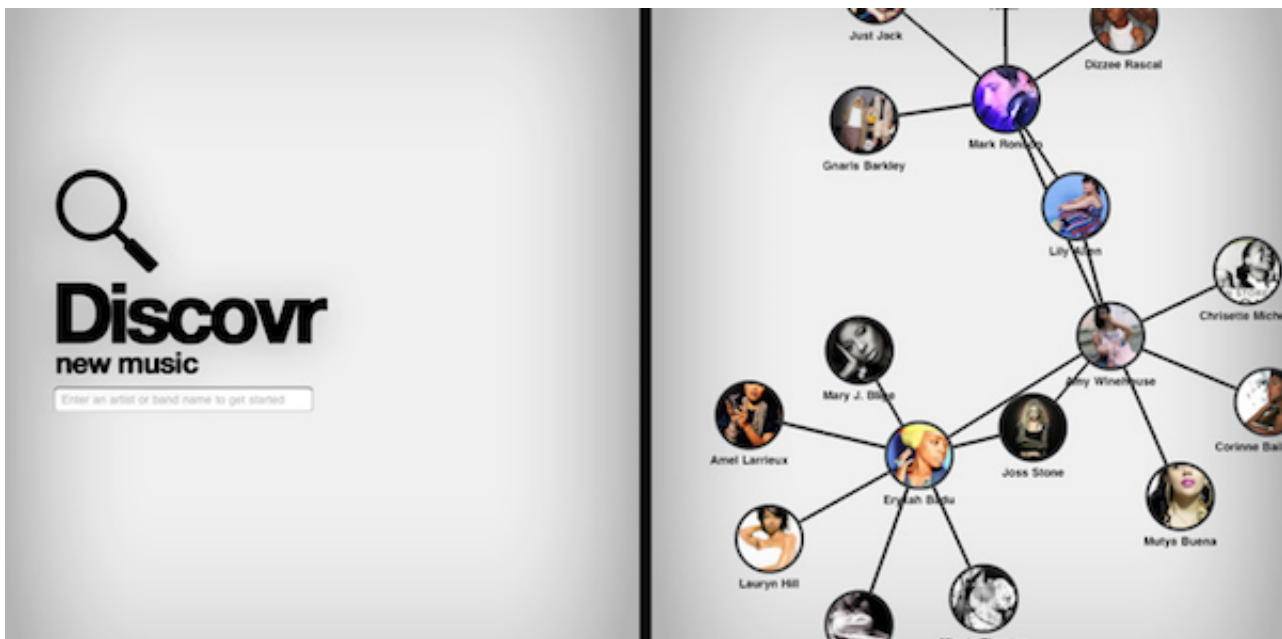 Discovr
new music
Enter an artist or band name to get started
Just Jack
Dizzee Rascal
Mark Ronson
Gnarls Barkley
Lily Allen
Chrisette Miche
Amy Winehouse
Mary J. Blige
Amel Larrieux
Joss Stone
Corinne Bai
Erykah Badu
Mutya Buena
Lauryn Hill